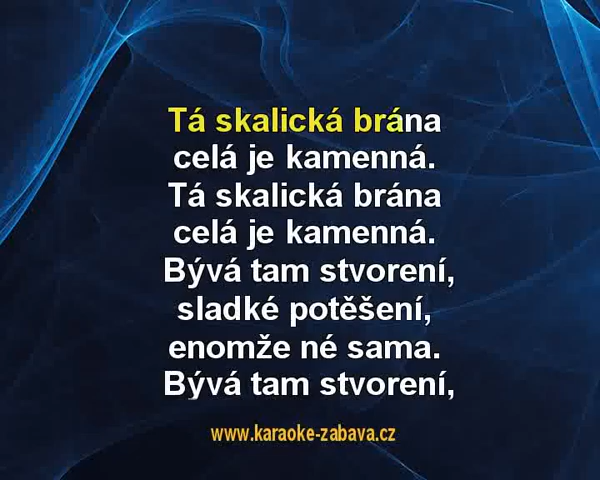 Tá skalická brána
celá je kamenná.
Tá skalická brána
celá je kamenná.
Bývá tam stvorení,
sladké potěšení,
enomže né sama.
Bývá tam stvorení,
www.karaoke-zabava.cz